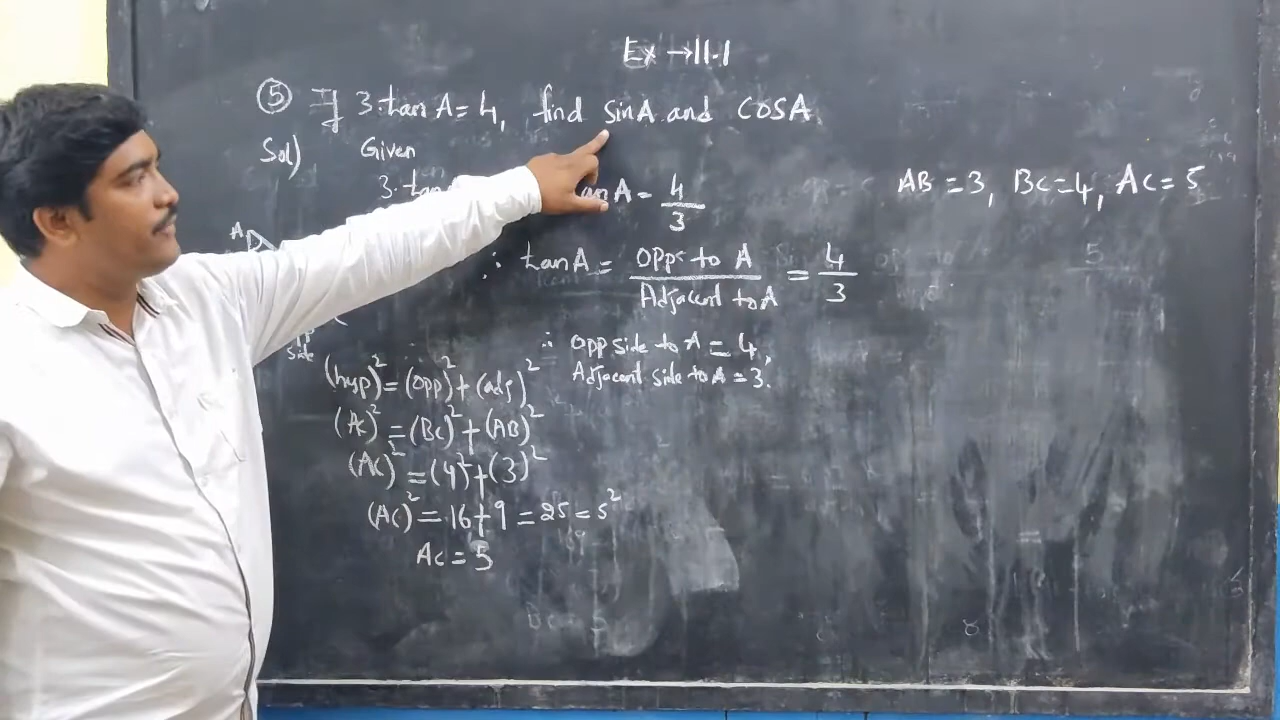 Ex → 11.1
⑤ If 3·tan A = 4, find sin A and COSA
Sol) Given
3·tan
tan A = 4/3
AB = 3, BC = 4, AC = 5
A
∴ tan A = opp to A / Adjacent to A = 4/3
side
∴ opp side to A = 4,
Adjacent side to A = 3.
(hyp)² = (opp)² + (adj)²
(AC)² = (BC)² + (AB)²
(AC)² = (4)² + (3)²
(AC)² = 16 + 9 = 25 = 5²
AC = 5